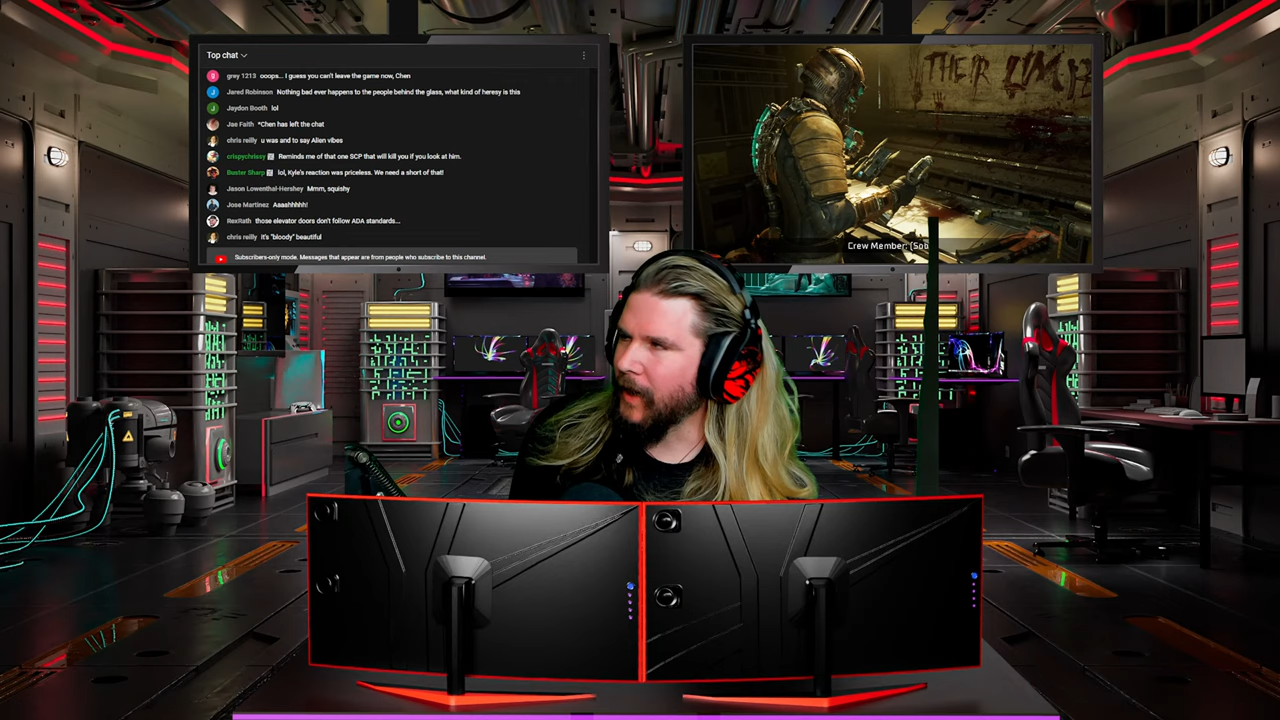 Top chat
grey 1213 ooops... I guess you can't leave the game now, Chen
Jared Robinson Nothing bad ever happens to the people behind the glass, what kind of heresy is this
Jaydon Booth lol
Jae Faith *Chen has left the chat
chris reilly u was and to say Alien vibes
crispychrissy Reminds me of that one SCP that will kill you if you look at him.
Buster Sharp lol, Kyle's reaction was priceless. We need a short of that!
Jason Lowenthal-Hershey Mmm, squishy
Jose Martinez Aaaahhhhh!
RexRath those elevator doors don't follow ADA standards...
chris reilly it's "bloody" beautiful
Subscribers-only mode. Messages that appear are from people who subscribe to this channel.
THEIR LIMB
Crew Member: (Sob